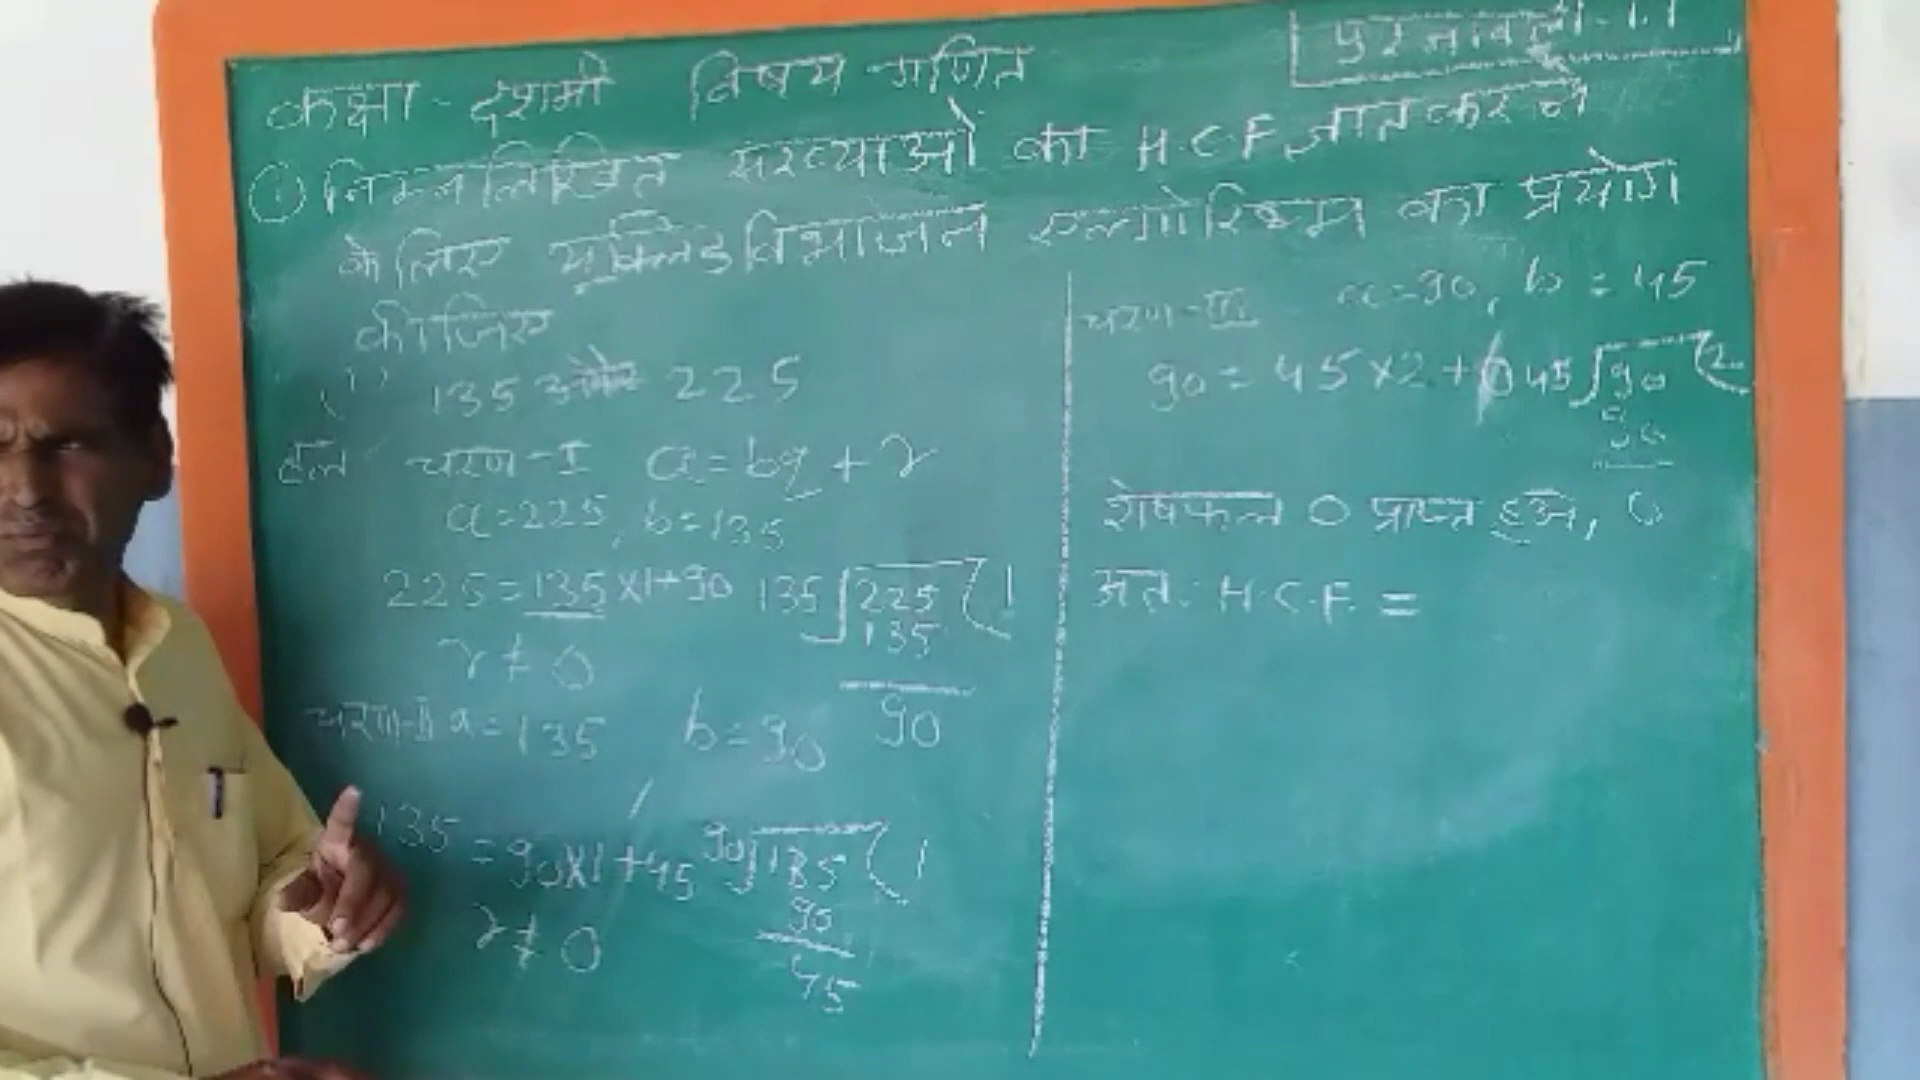 प्रश्नावली-1.1
कक्षा - दशमी विषय गणित
① निम्नलिखित संख्याओं का H.C.F ज्ञात करने
के लिए यूक्लिड विभाजन एल्गोरिथ्म का प्रयोग
कीजिए
(i) 135 और 225
हल चरण-I a=bq+r
a=225, b=135
225=135×1+90 135)225(1
135
90
r≠0
चरण-II a=135 b=90
135=90×1+45 90)135(1
90
45
r≠0
चरण-III a=90, b=45
90=45×2+0 45)90(2
90
0
शेषफल 0 प्राप्त हुआ,
अतः H.C.F. =